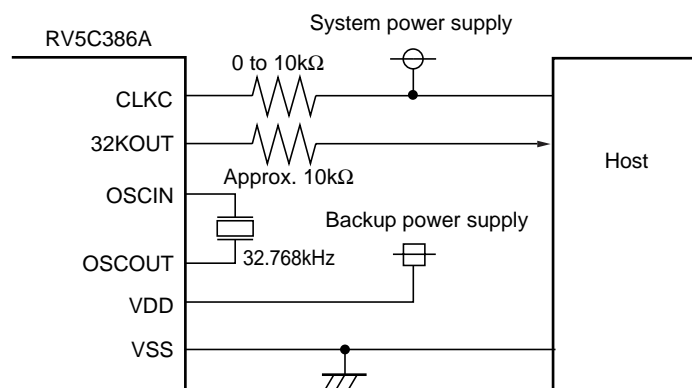 System power supply
RV5C386A
0 to 10kΩ
CLKC
32KOUT
Host
Approx. 10kΩ
OSCIN
Backup power supply
OSCOUT
32.768kHz
VDD
VSS